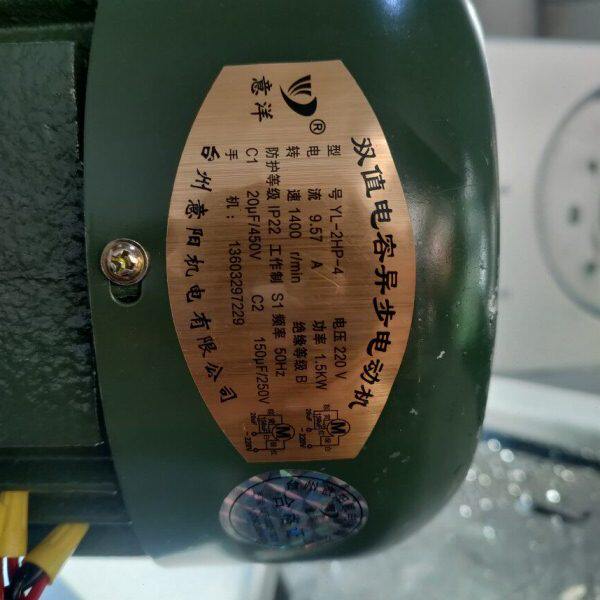 意洋
®
双值电容异步电动机
型 号 YL-2HP-4 电压 220 V
电 流 9.57 A 功率 1.5KW
转 速 1400 r/min 绝缘等级 B
防护等级 IP22 工作制 S1 频率 50Hz
C1 20μF/450V C2 150μF/250V
手 机：13603297229
台州意阳机电有限公司
M
M
合格